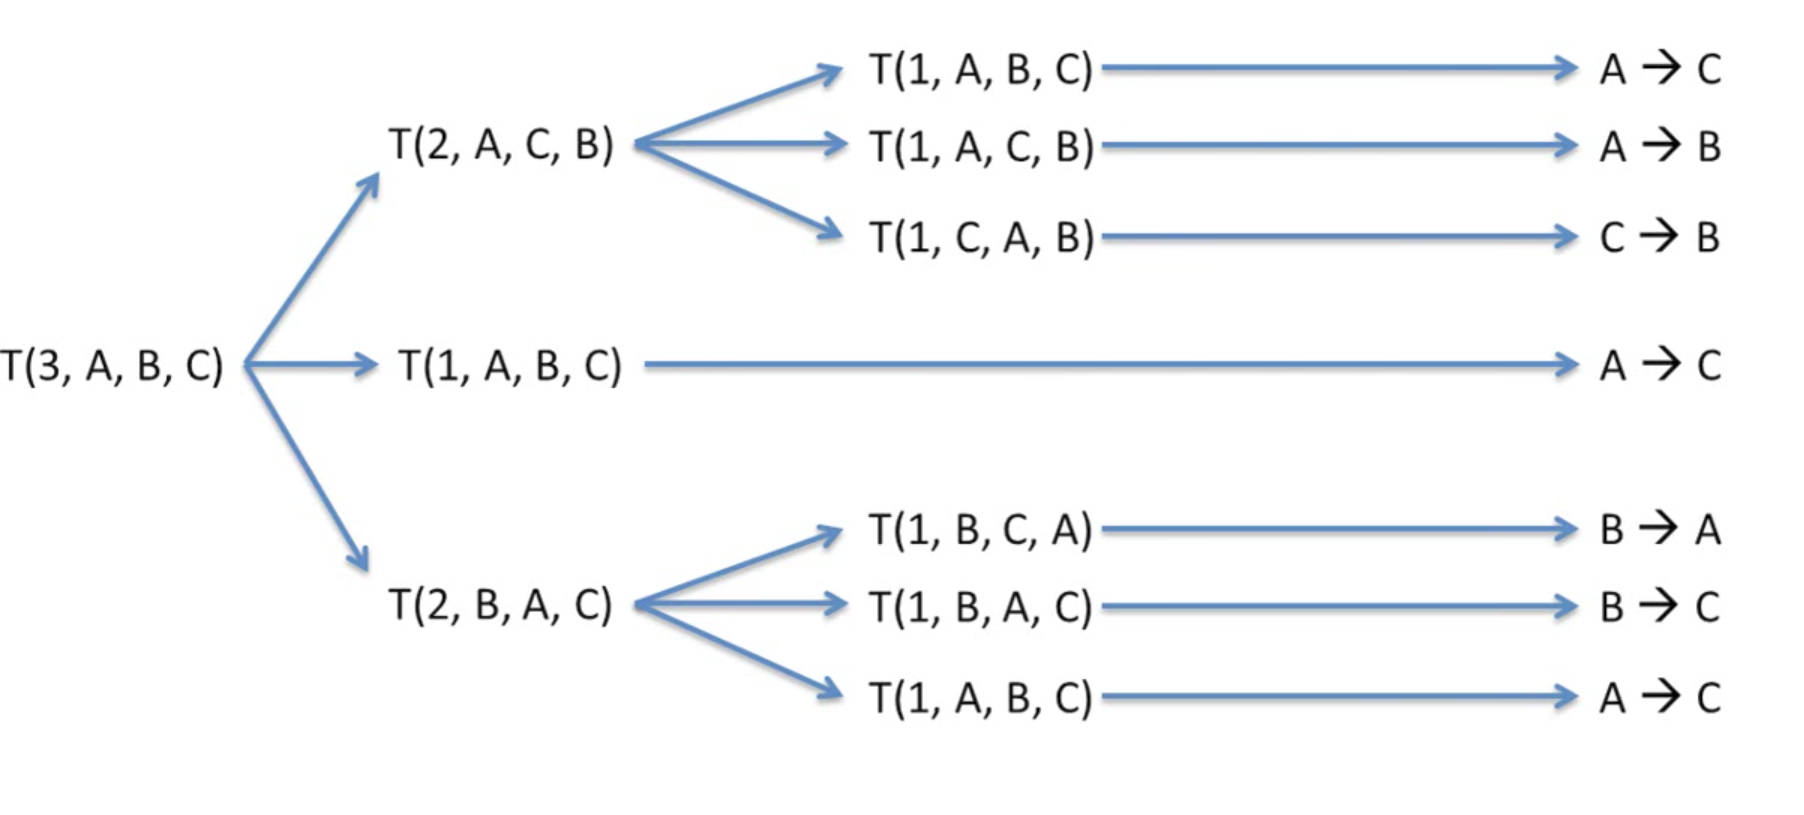 T(1, A, B, C) A → C
T(2, A, C, B) T(1, A, C, B) A → B
T(1, C, A, B) C → B
T(3, A, B, C) T(1, A, B, C) A → C
T(1, B, C, A) B → A
T(2, B, A, C) T(1, B, A, C) B → C
T(1, A, B, C) A → C